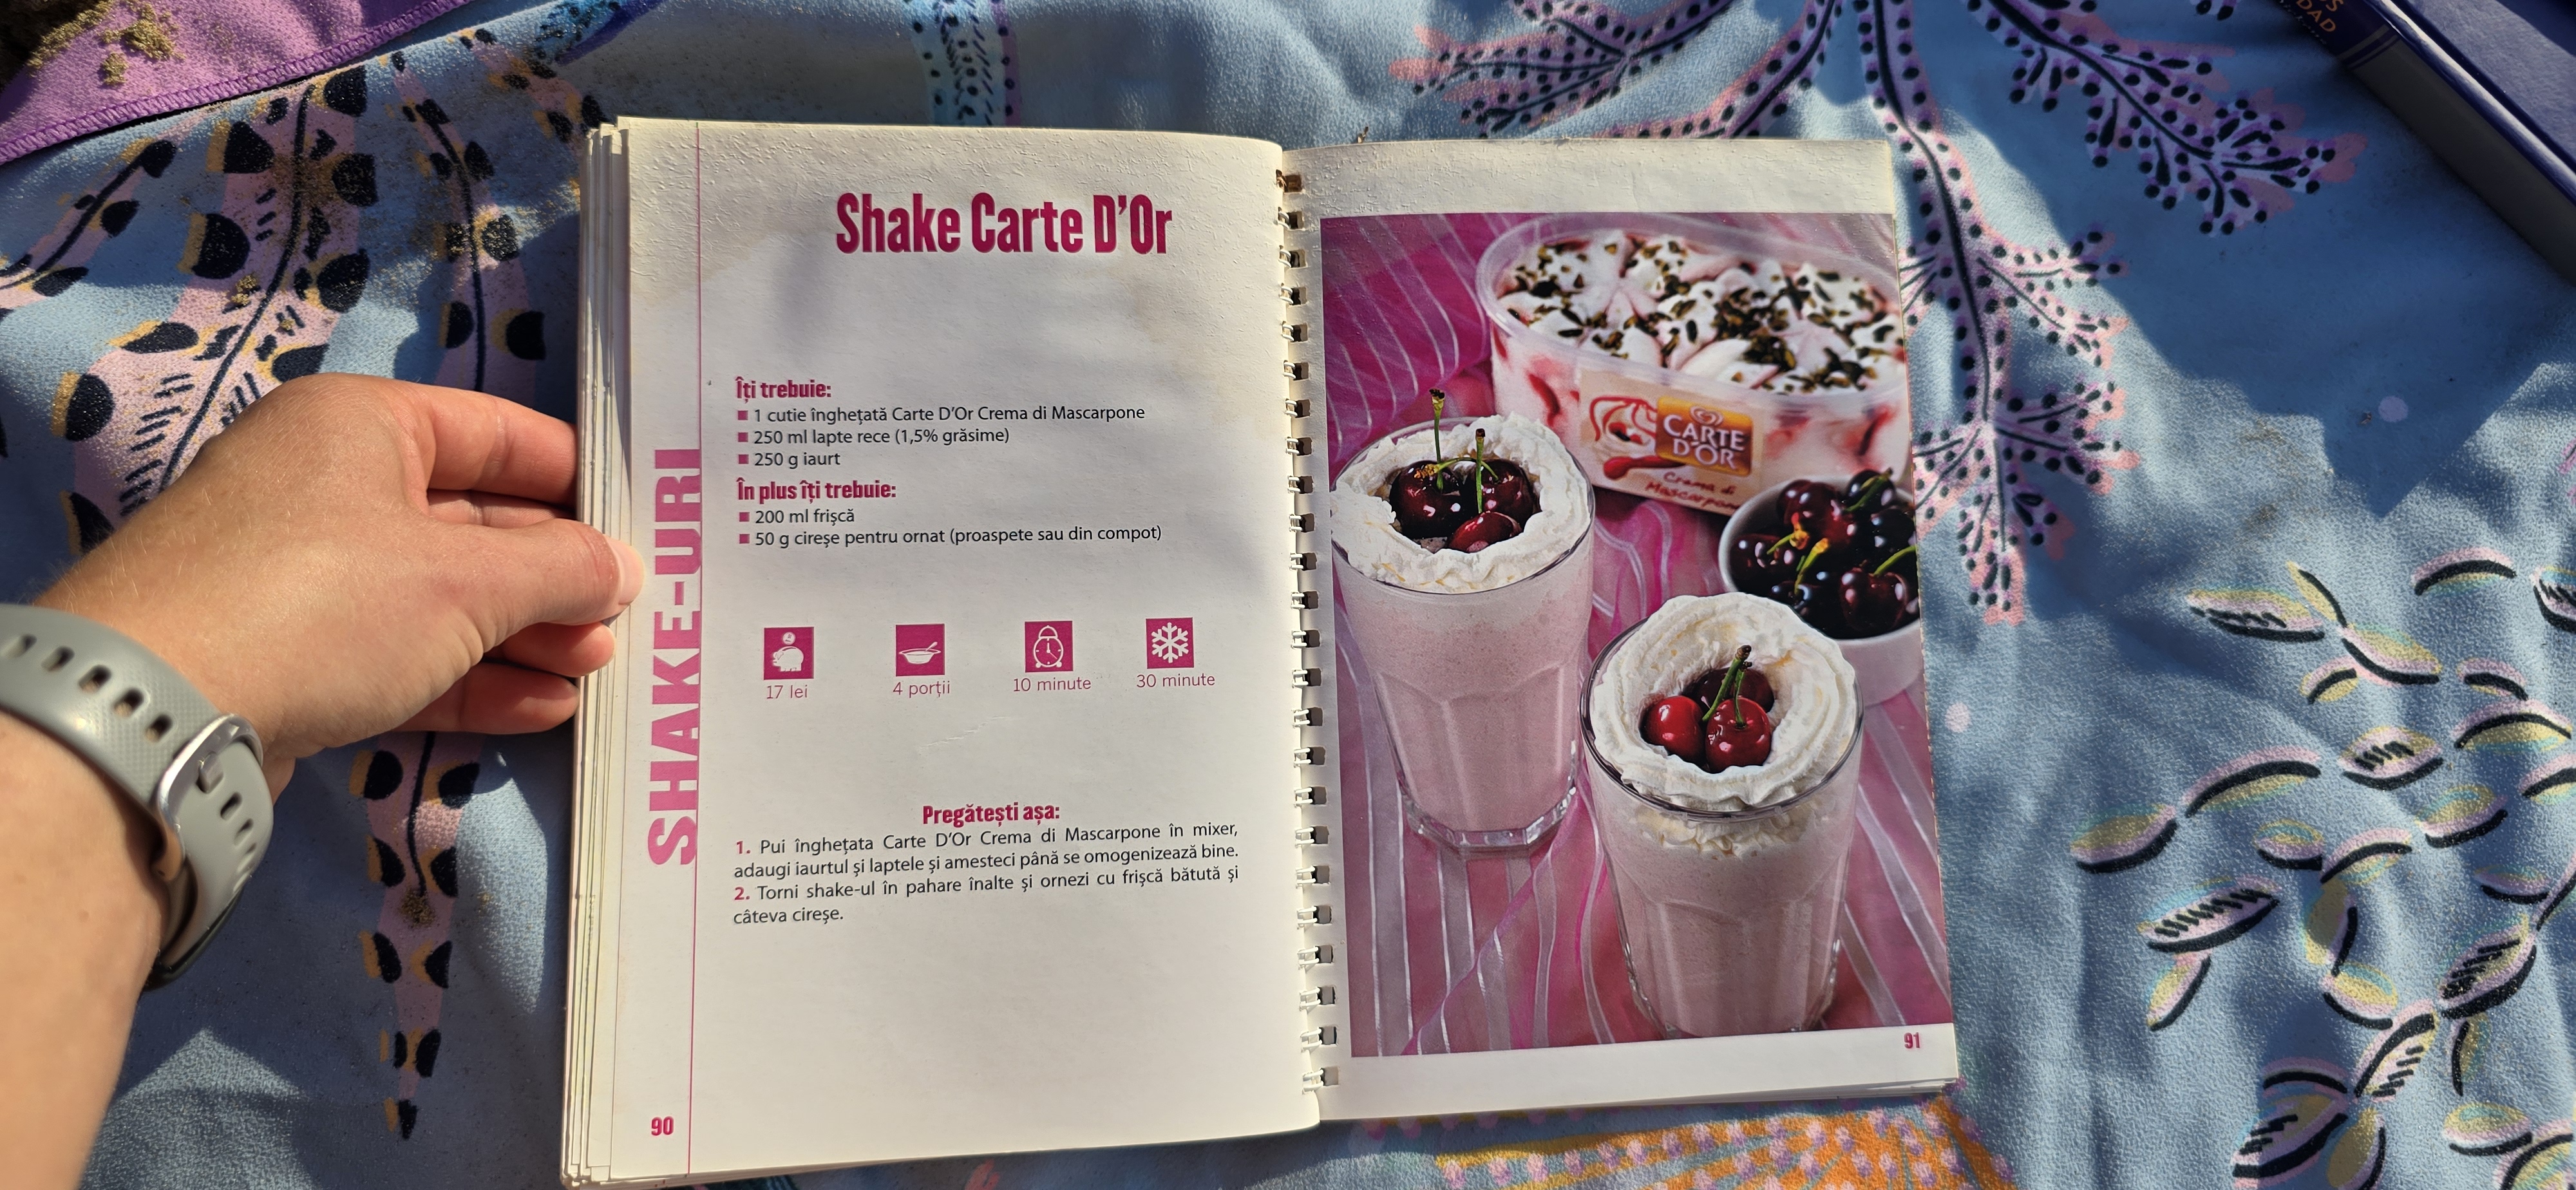 Shake Carte D'Or
Îți trebuie:
■ 1 cutie înghețată Carte D'Or Crema di Mascarpone
■ 250 ml lapte rece (1,5% grăsime)
■ 250 g iaurt
În plus îți trebuie:
■ 200 ml frișcă
■ 50 g cireșe pentru ornat (proaspete sau din compot)
17 lei
4 porții
10 minute
30 minute
Pregătești așa:
1. Pui înghețata Carte D'Or Crema di Mascarpone în mixer,
adaugi iaurtul și laptele și amesteci până se omogenizează bine.
2. Torni shake-ul în pahare înalte și ornezi cu frișcă bătută și
câteva cireșe.
SHAKE-URI
90
CARTE
D'OR
Crema di
Mascarpone
91
DAD